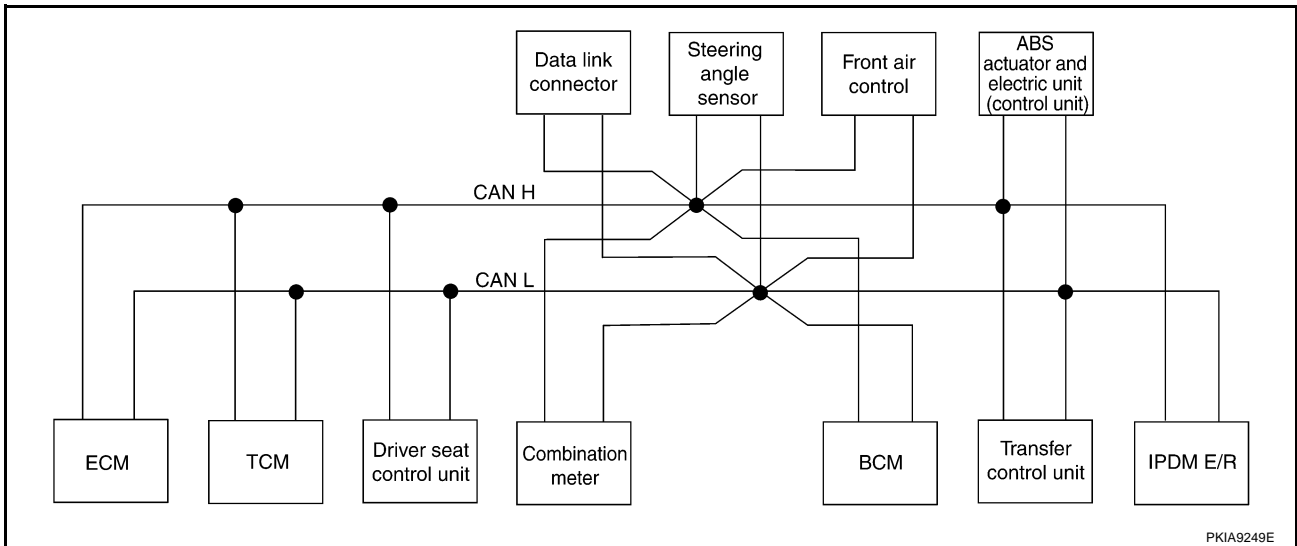 Data link
connector
Steering
angle
sensor
Front air
control
ABS
actuator and
electric unit
(control unit)
CAN H
CAN L
ECM
TCM
Driver seat
control unit
Combination
meter
BCM
Transfer
control unit
IPDM E/R
PKIA9249E